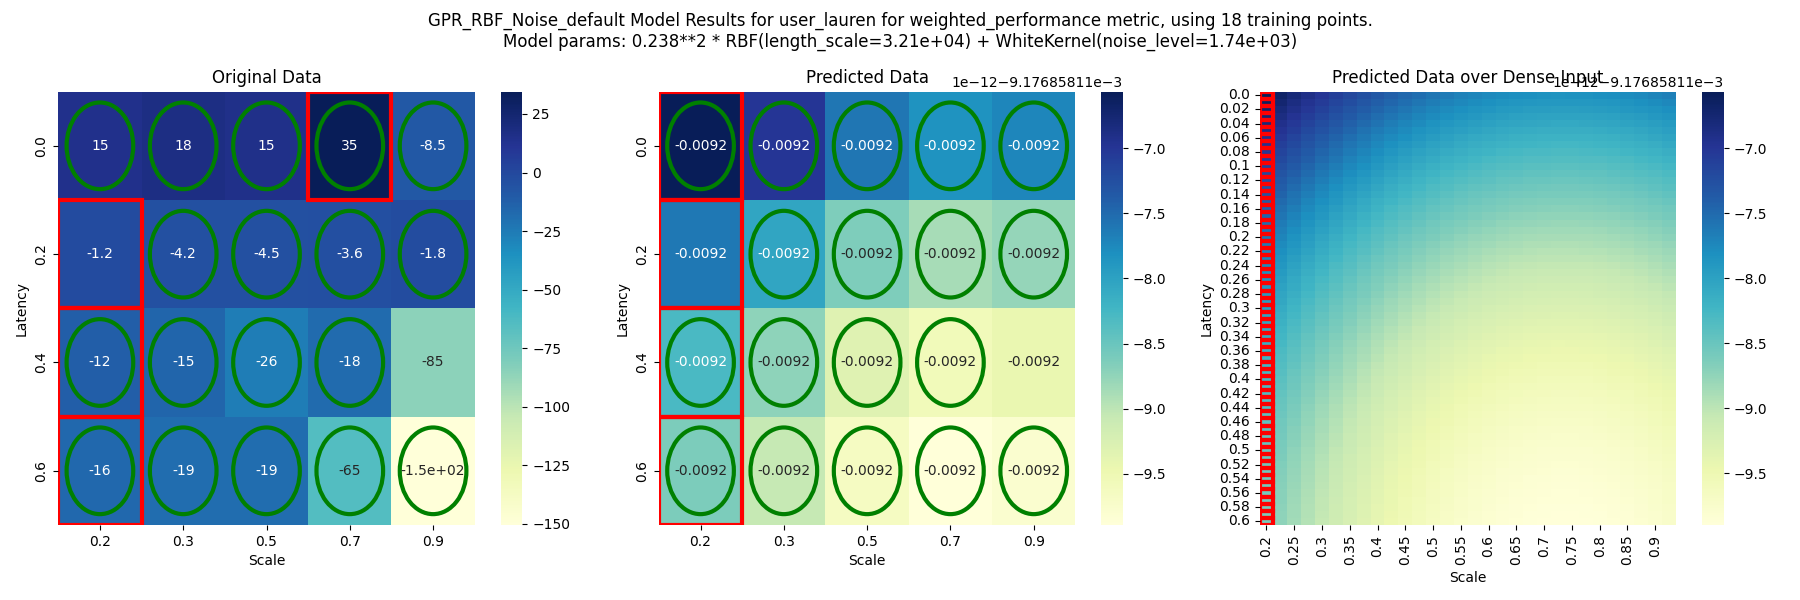 GPR_RBF_Noise_default Model Results for user_lauren for weighted_performance metric, using 18 training points.
Model params: 0.238**2 * RBF(length_scale=3.21e+04) + WhiteKernel(noise_level=1.74e+03)
Original Data
15 18 15 35 -8.5
-1.2 -4.2 -4.5 -3.6 -1.8
-12 -15 -26 -18 -85
-16 -19 -19 -65 -1.5e+02
0.0
0.2
0.4
0.6
Latency
0.2 0.3 0.5 0.7 0.9
Scale
25
0
−25
−50
−75
−100
−125
−150
Predicted Data
1e−12−9.17685811e−3
-0.0092 -0.0092 -0.0092 -0.0092 -0.0092
-0.0092 -0.0092 -0.0092 -0.0092 -0.0092
-0.0092 -0.0092 -0.0092 -0.0092 -0.0092
-0.0092 -0.0092 -0.0092 -0.0092 -0.0092
0.0
0.2
0.4
0.6
Latency
0.2 0.3 0.5 0.7 0.9
Scale
−7.0
−7.5
−8.0
−8.5
−9.0
−9.5
Predicted Data over Dense Input
1e−12−9.17685811e−3
0.0
0.02
0.04
0.06
0.08
0.1
0.12
0.14
0.16
0.18
0.2
0.22
0.24
0.26
0.28
0.3
0.32
0.34
0.36
0.38
0.4
0.42
0.44
0.46
0.48
0.5
0.52
0.54
0.56
0.58
0.6
Latency
0.2 0.25 0.3 0.35 0.4 0.45 0.5 0.55 0.6 0.65 0.7 0.75 0.8 0.85 0.9
Scale
−7.0
−7.5
−8.0
−8.5
−9.0
−9.5